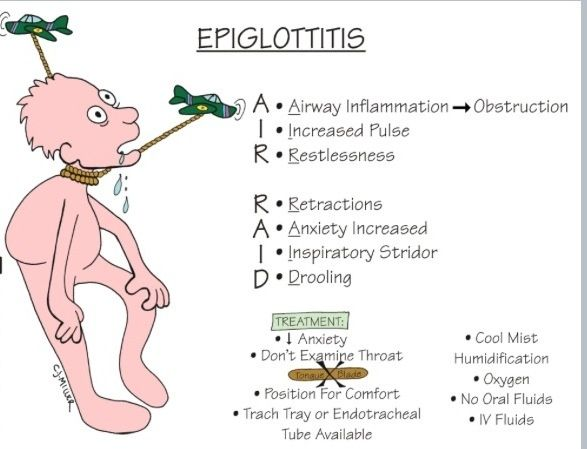 EPIGLOTTITIS
A • Airway Inflammation → Obstruction
I • Increased Pulse
R • Restlessness
R • Retractions
A • Anxiety Increased
I • Inspiratory Stridor
D • Drooling
TREATMENT:
• ↓ Anxiety
• Don't Examine Throat
Tongue Blade
• Position For Comfort
• Trach Tray or Endotracheal
Tube Available
• Cool Mist
Humidification
• Oxygen
• No Oral Fluids
• IV Fluids
CJMiller